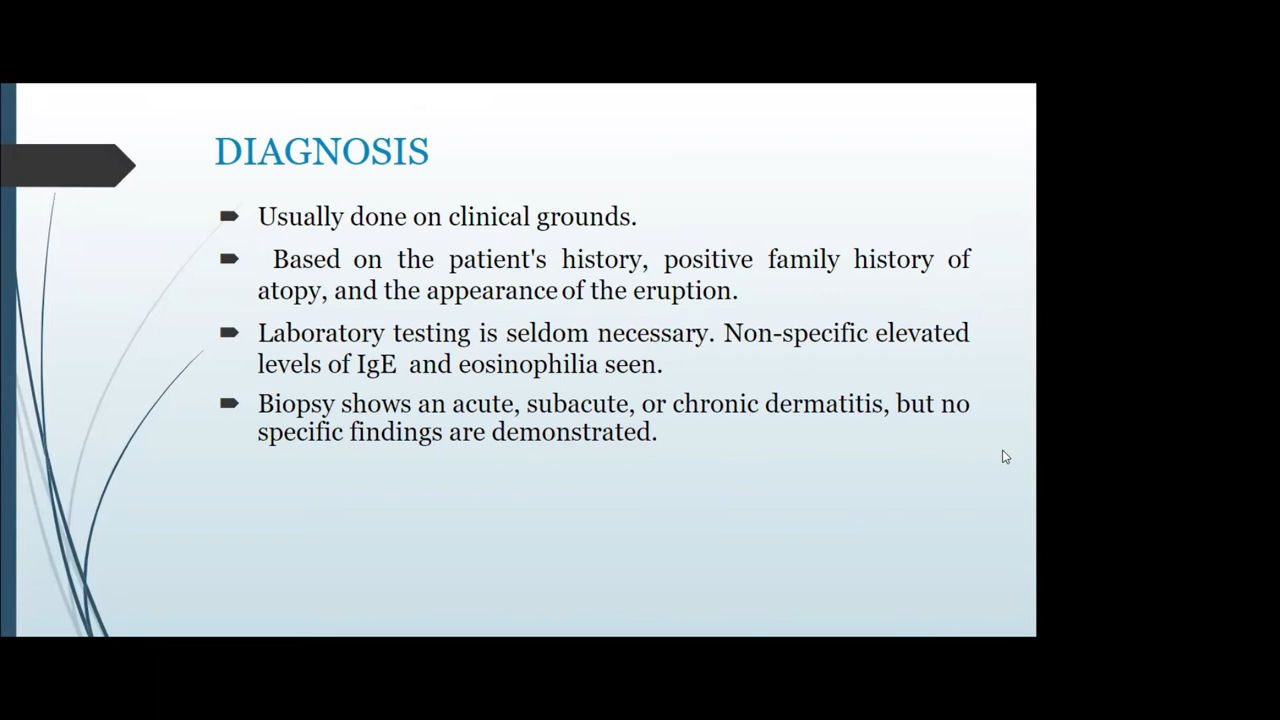 DIAGNOSIS
Usually done on clinical grounds.
Based on the patient's history, positive family history of
atopy, and the appearance of the eruption.
Laboratory testing is seldom necessary. Non-specific elevated
levels of IgE and eosinophilia seen.
Biopsy shows an acute, subacute, or chronic dermatitis, but no
specific findings are demonstrated.